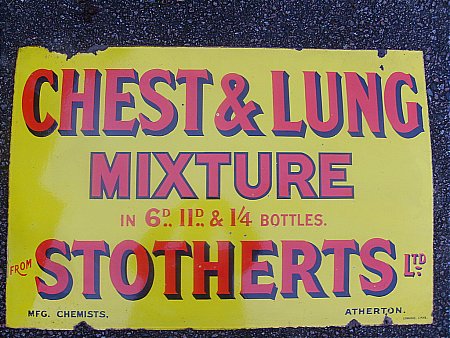 CHEST & LUNG
MIXTURE
IN 6D. 11D. & 1/4 BOTTLES.
FROM STOTHERTS LTD
MFG. CHEMISTS, ATHERTON.